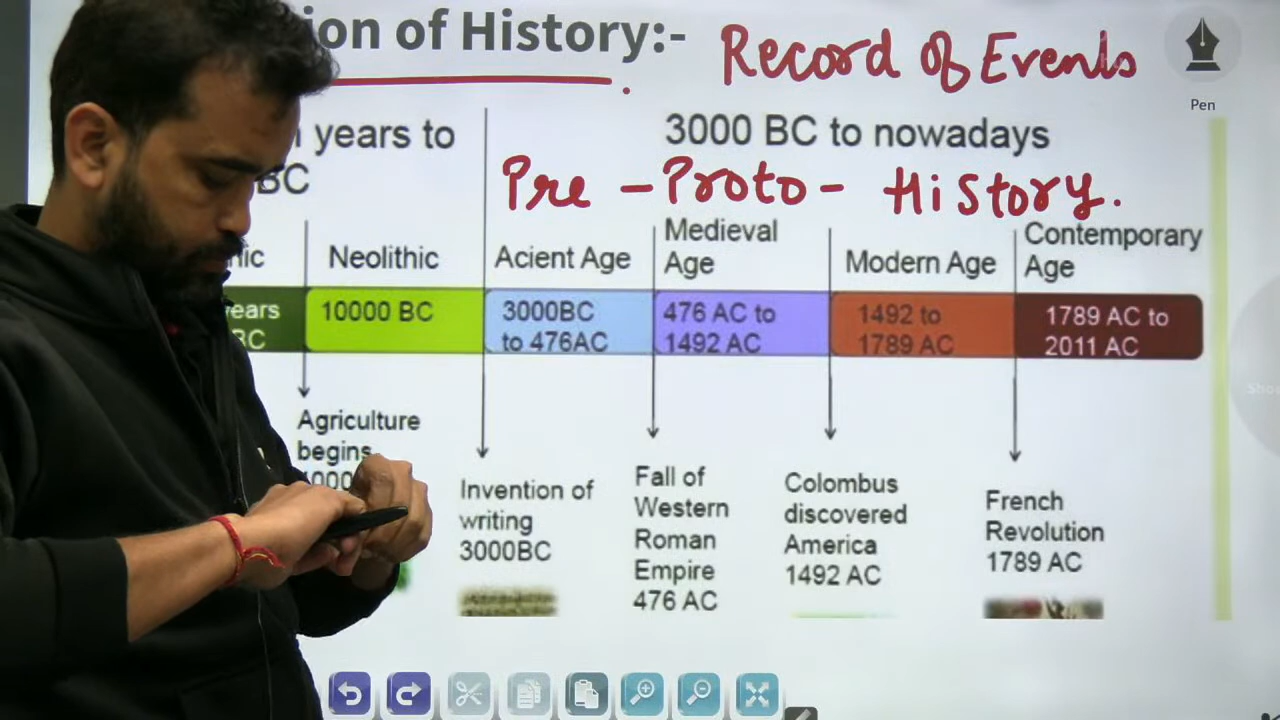 ion of History:-
Record of Events
Pen
years to
BC
3000 BC to nowadays
Pre - Proto - History.
Neolithic
Acient Age
Medieval
Age
Modern Age
Contemporary
Age
years
BC
10000 BC
3000BC
to 476AC
476 AC to
1492 AC
1492 to
1789 AC
1789 AC to
2011 AC
Agriculture
begins
Invention of
writing
3000BC
Fall of
Western
Roman
Empire
476 AC
Colombus
discovered
America
1492 AC
French
Revolution
1789 AC